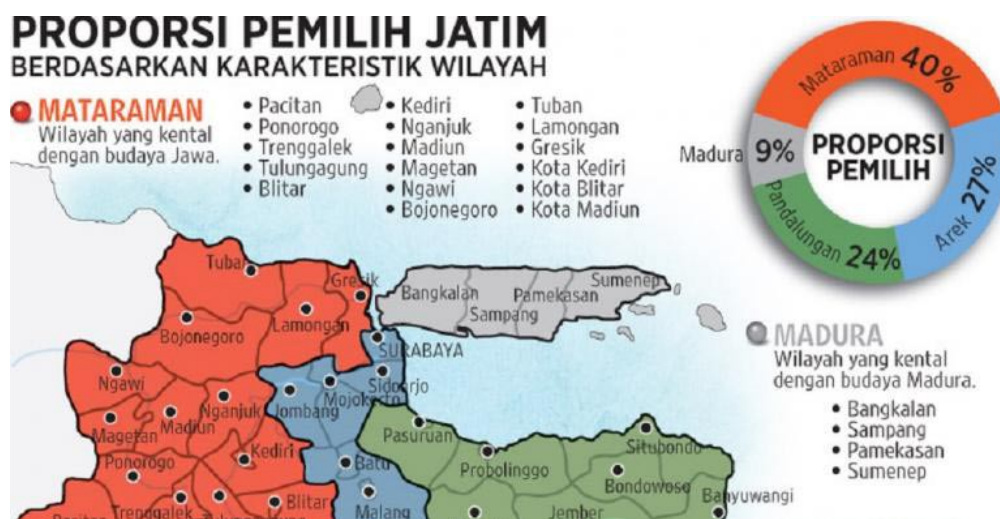 PROPORSI PEMILIH JATIM
BERDASARKAN KARAKTERISTIK WILAYAH
MATARAMAN
Wilayah yang kental
dengan budaya Jawa.
• Pacitan
• Ponorogo
• Trenggalek
• Tulungagung
• Blitar
• Kediri
• Nganjuk
• Madiun
• Magetan
• Ngawi
• Bojonegoro
• Tuban
• Lamongan
• Gresik
• Kota Kediri
• Kota Blitar
• Kota Madiun
Mataraman 40%
Madura 9%
PROPORSI
PEMILIH
Arek 27%
Pandalungan 24%
Tuban
Gresik
Bojonegoro
Lamongan
Bangkalan
Sampang
Pamekasan
Sumenep
SURABAYA
Sidoarjo
Mojokerto
Jombang
Ngawi
Magetan
Madiun
Nganjuk
Ponorogo
Kediri
Batu
Pasuruan
Probolinggo
Situbondo
Bondowoso
Banyuwangi
Trenggalek
Blitar
Malang
Jember
MADURA
Wilayah yang kental
dengan budaya Madura.
• Bangkalan
• Sampang
• Pamekasan
• Sumenep